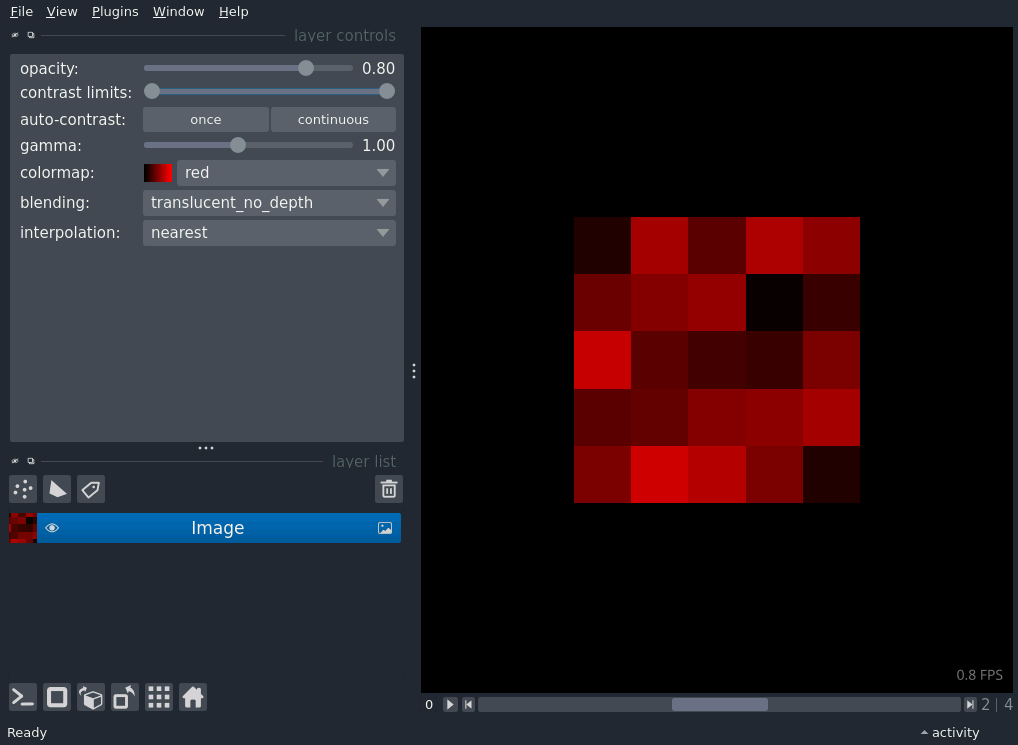 File View Plugins Window Help
layer controls
opacity: 0.80
contrast limits:
auto-contrast: once continuous
gamma: 1.00
colormap: red
blending: translucent_no_depth
interpolation: nearest
layer list
Image
0.8 FPS
0 2 | 4
Ready activity